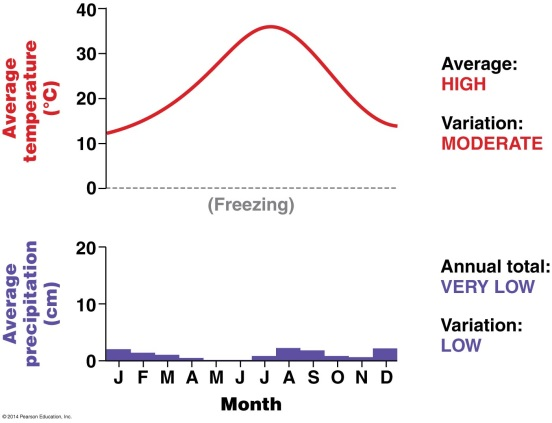 Average
temperature
(°C)
40
30
20
10
0
(Freezing)
Average:
HIGH
Variation:
MODERATE
Average
precipitation
(cm)
20
10
0
J F M A M J J A S O N D
Month
Annual total:
VERY LOW
Variation:
LOW
© 2014 Pearson Education, Inc.